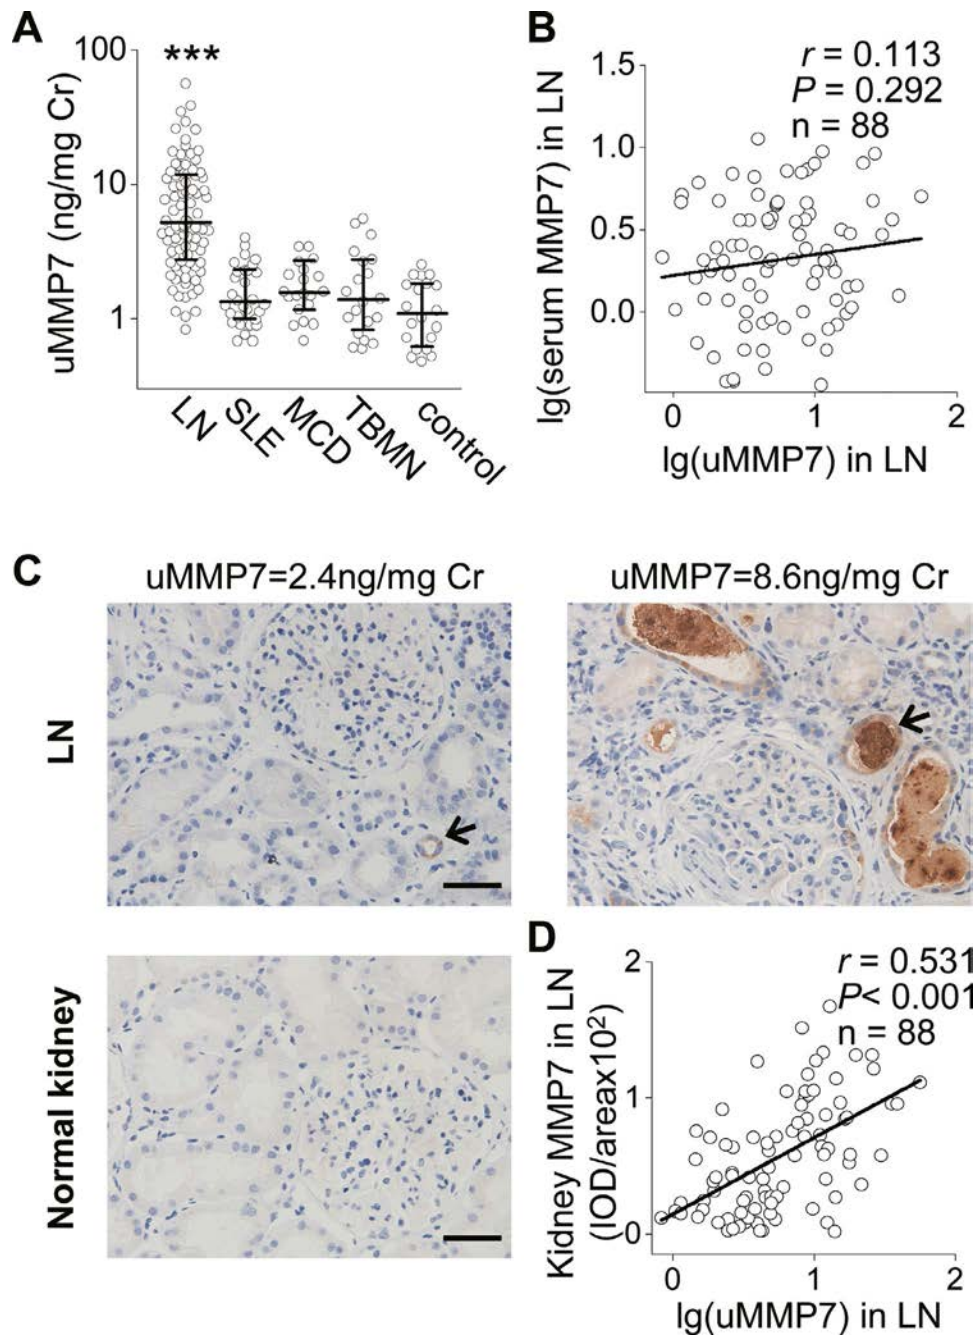 A
***
100
10
1
uMMP7 (ng/mg Cr)
LN
SLE
MCD
TBMN
control
B
r = 0.113
P = 0.292
n = 88
1.5
1.0
0.5
0.0
lg(serum MMP7) in LN
0
1
2
lg(uMMP7) in LN
C
uMMP7=2.4ng/mg Cr
uMMP7=8.6ng/mg Cr
LN
Normal kidney
D
r = 0.531
P< 0.001
n = 88
2
1
0
Kidney MMP7 in LN
(IOD/areax10²)
0
1
2
lg(uMMP7) in LN